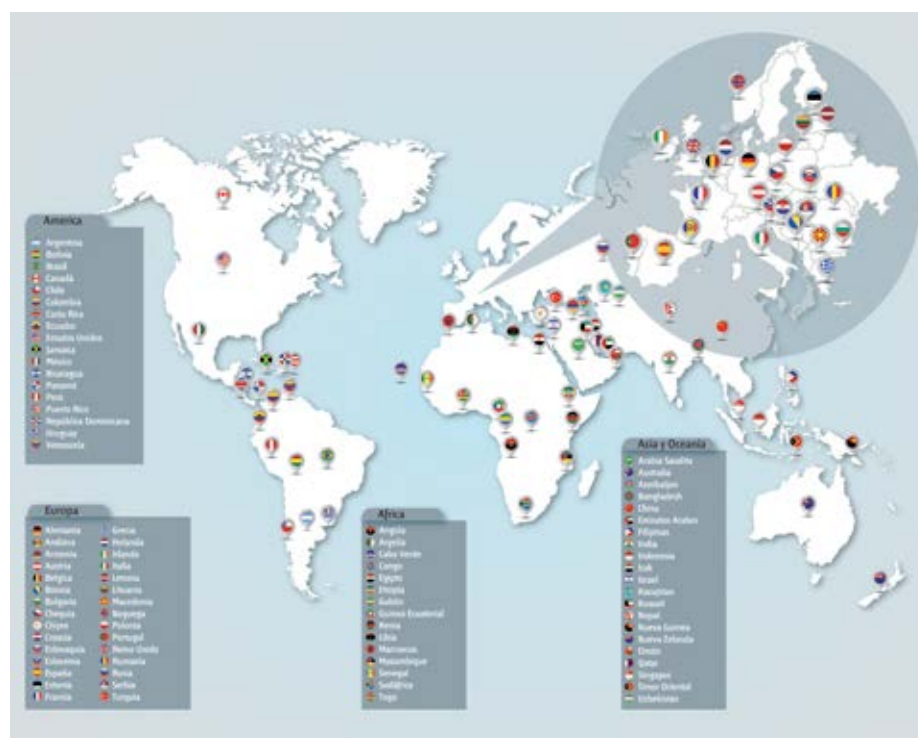 America
Argentina
Bolivia
Brasil
Canadá
Chile
Colombia
Costa Rica
Ecuador
Estados Unidos
Jamaica
México
Nicaragua
Panamá
Perú
Puerto Rico
República Dominicana
Uruguay
Venezuela
Europa
Alemania
Andorra
Armenia
Austria
Belgica
Bosnia
Bulgaria
Chequia
Chipre
Croacia
Eslovaquia
Eslovenia
España
Estonia
Francia
Grecia
Holanda
Irlanda
Italia
Letonia
Lituania
Macedonia
Noruega
Polonia
Portugal
Reino Unido
Rumanía
Rusia
Serbia
Turquía
Africa
Angola
Argelia
Cabo Verde
Congo
Egipto
Etiopía
Gabón
Guinea Ecuatorial
Kenia
Libia
Marruecos
Mozambique
Senegal
Sudáfrica
Togo
Asia y Oceanía
Arabia Saudita
Australia
Azerbaijan
Bangladesh
China
Emiratos Arabes
Filipinas
India
Indonesia
Irak
Israel
Kazajstan
Kuwait
Nepal
Nueva Guinea
Nueva Zelanda
Omán
Qatar
Singapur
Timor Oriental
Uzbekistan